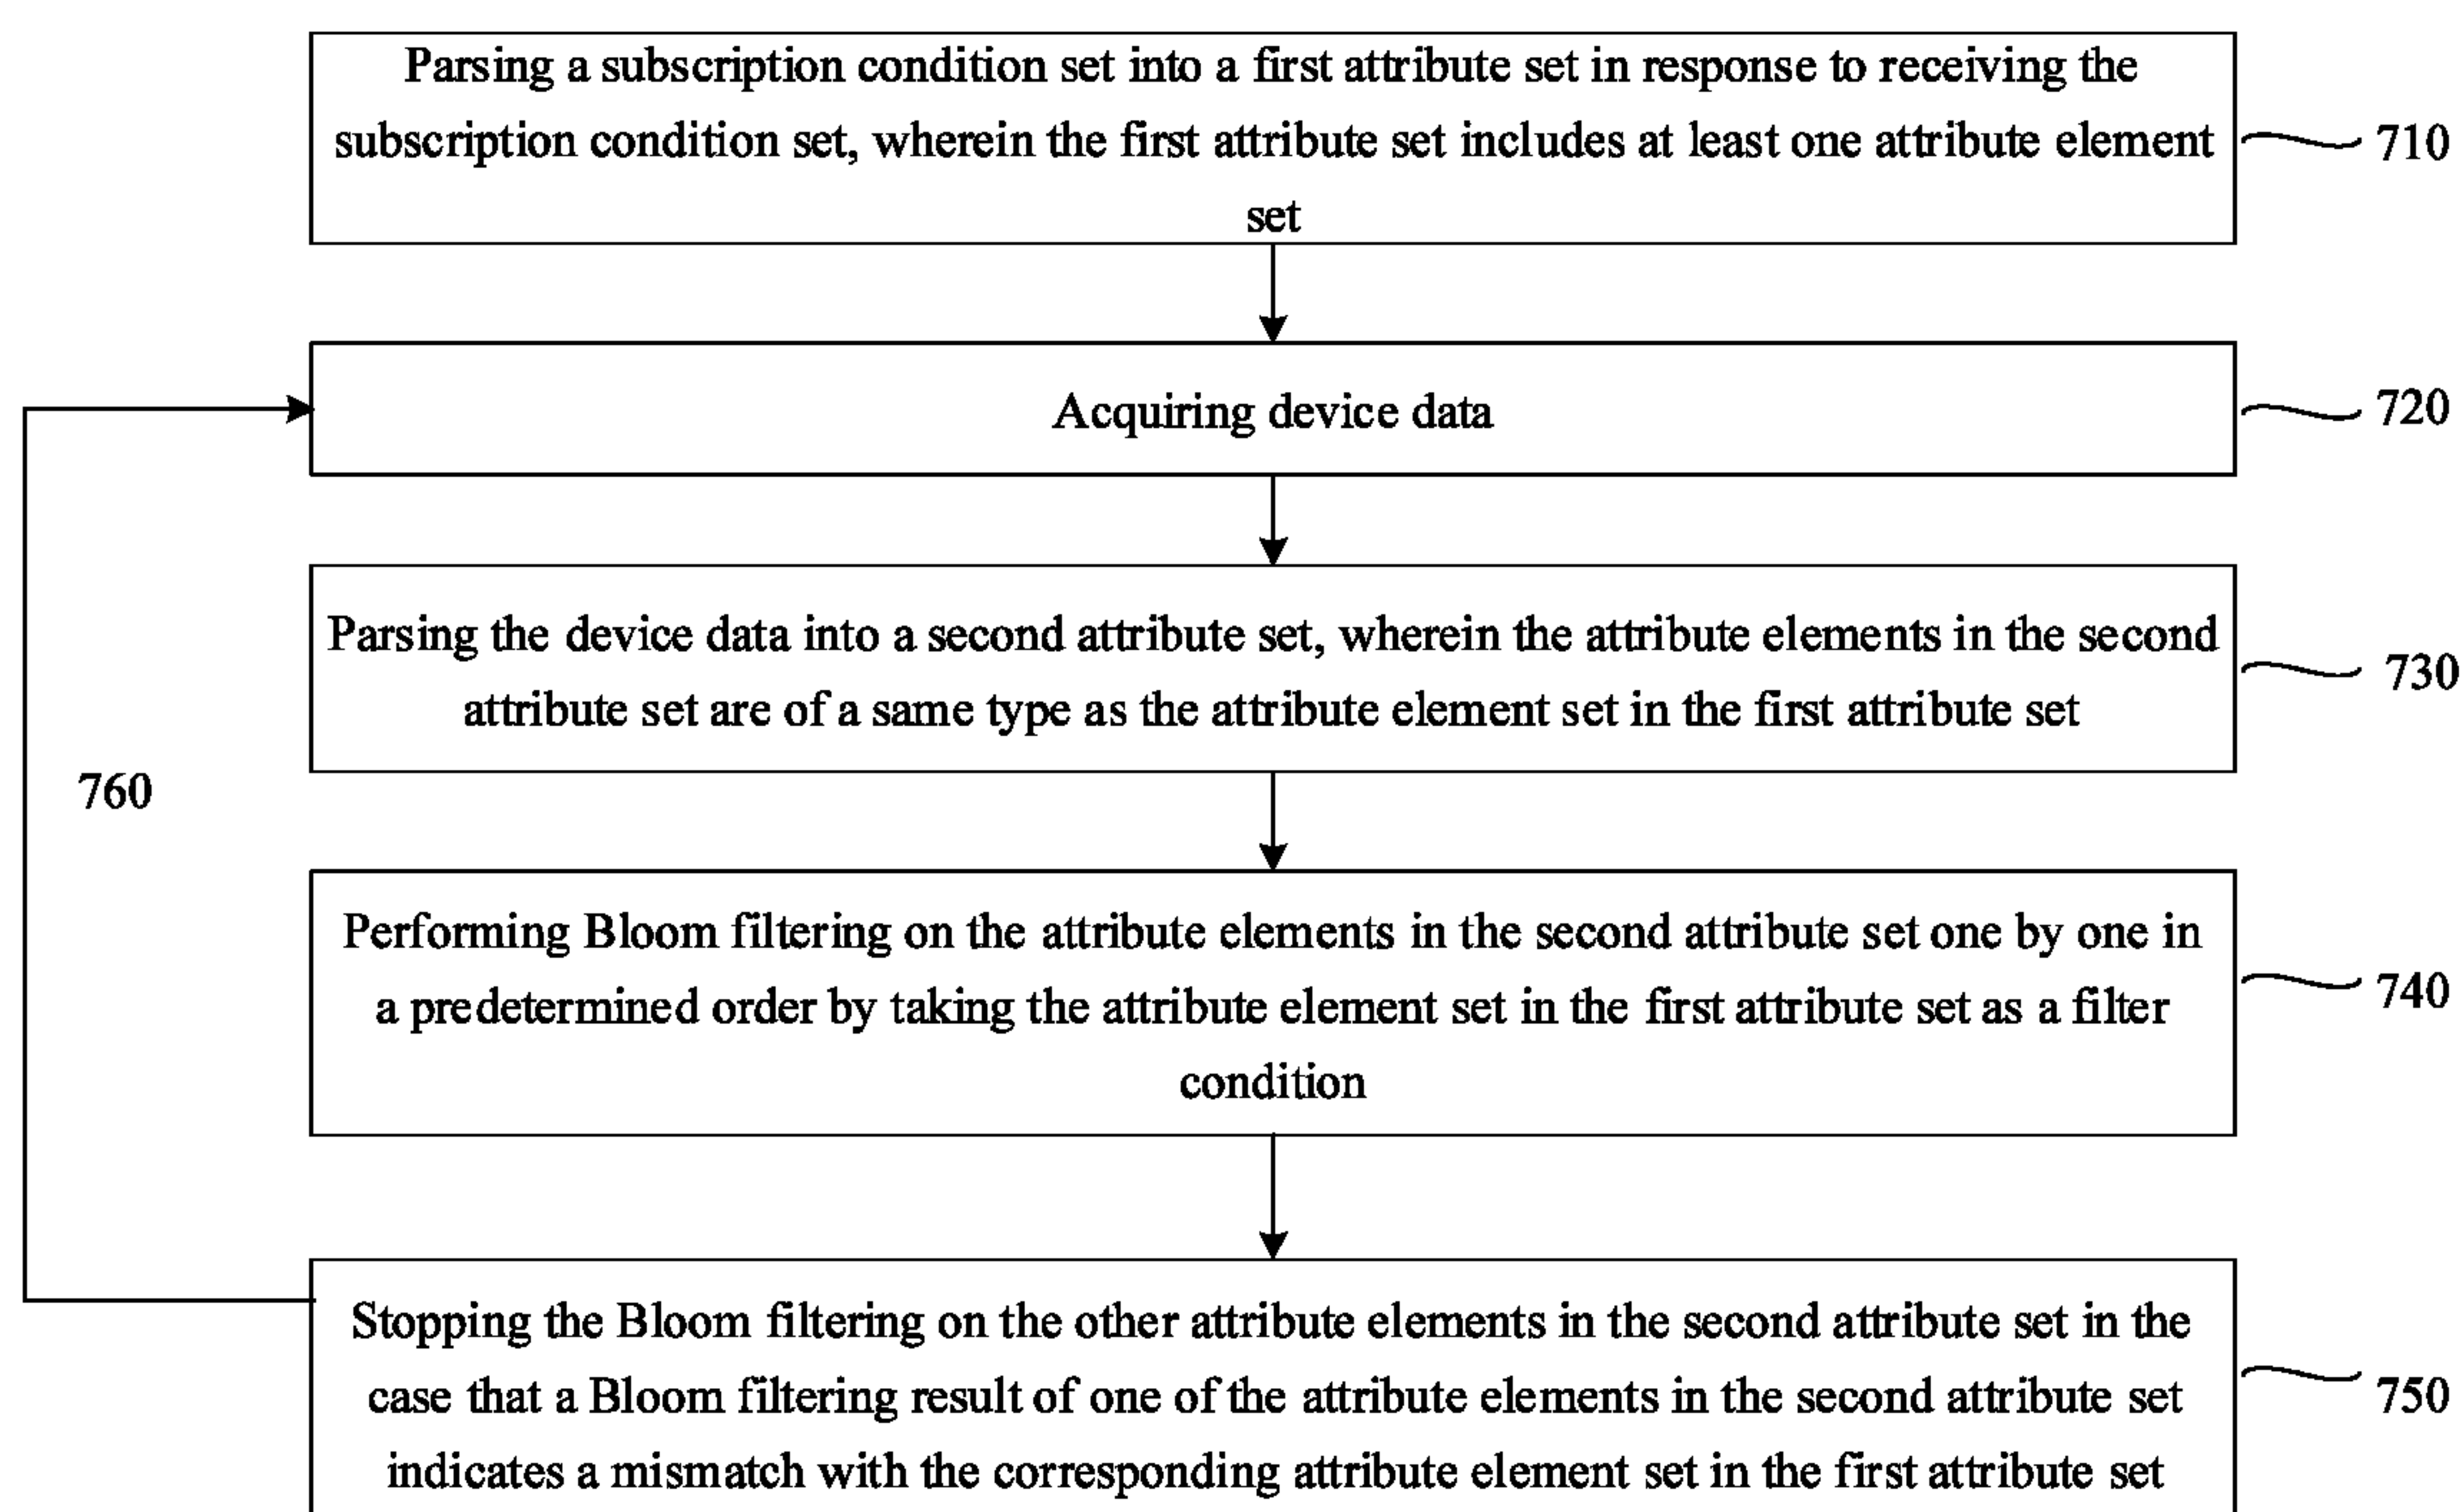 Parsing a subscription condition set into a first attribute set in response to receiving the
subscription condition set, wherein the first attribute set includes at least one attribute element
set
710
Acquiring device data
720
Parsing the device data into a second attribute set, wherein the attribute elements in the second
attribute set are of a same type as the attribute element set in the first attribute set
730
760
Performing Bloom filtering on the attribute elements in the second attribute set one by one in
a predetermined order by taking the attribute element set in the first attribute set as a filter
condition
740
Stopping the Bloom filtering on the other attribute elements in the second attribute set in the
case that a Bloom filtering result of one of the attribute elements in the second attribute set
indicates a mismatch with the corresponding attribute element set in the first attribute set
750